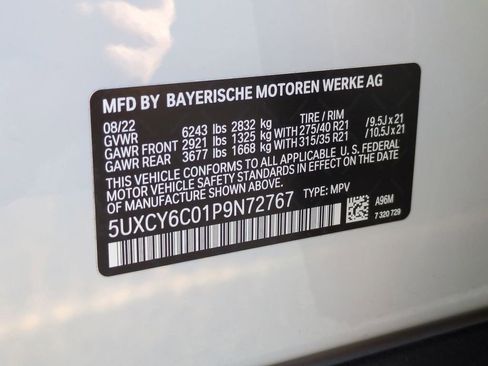 MFD BY BAYERISCHE MOTOREN WERKE AG
08/22 TIRE / RIM
GVWR 6243 lbs 2832 kg
GAWR FRONT 2921 lbs 1325 kg WITH 275/40 R21 /9.5J x 21
GAWR REAR 3677 lbs 1668 kg WITH 315/35 R21 /10.5J x 21
THIS VEHICLE CONFORMS TO ALL APPLICABLE U. S. FEDERAL
MOTOR VEHICLE SAFETY STANDARDS IN EFFECT ON THE DATE OF
MANUFACTURE SHOWN ABOVE.
5UXCY6C01P9N72767 TYPE: MPV
A96M
7 320 729